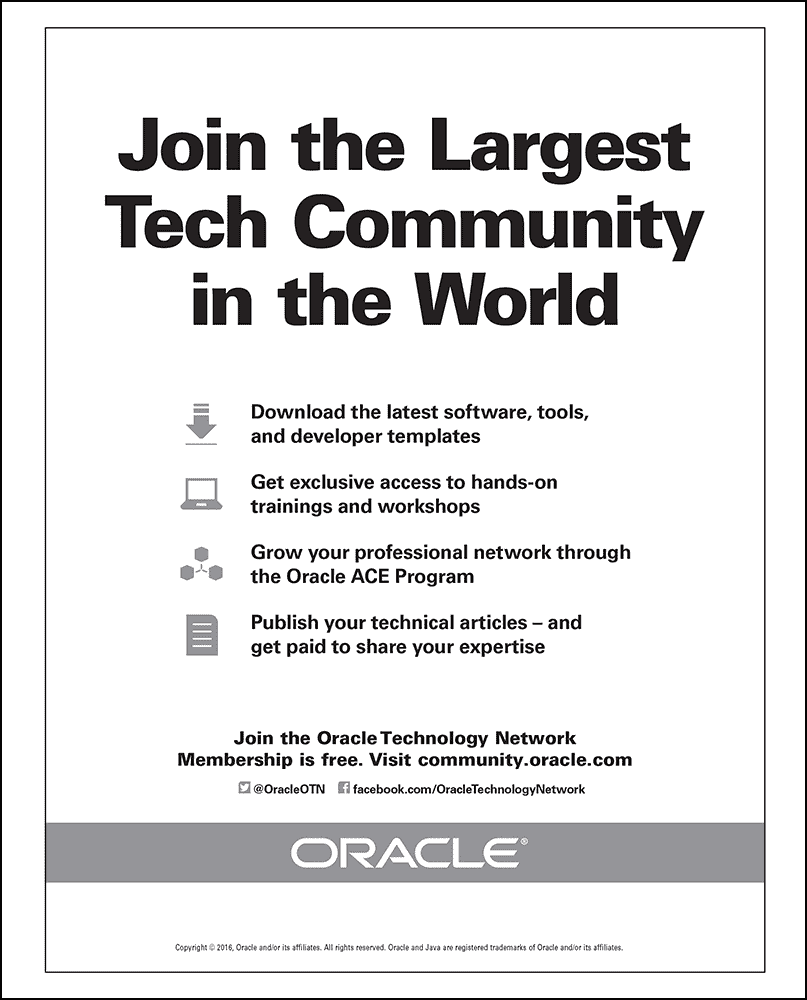 Join the Largest
Tech Community
in the World
Download the latest software, tools,
and developer templates
Get exclusive access to hands-on
trainings and workshops
Grow your professional network through
the Oracle ACE Program
Publish your technical articles – and
get paid to share your expertise
Join the Oracle Technology Network
Membership is free. Visit community.oracle.com
@OracleOTN facebook.com/OracleTechnologyNetwork
ORACLE®
Copyright © 2016, Oracle and/or its affiliates. All rights reserved. Oracle and Java are registered trademarks of Oracle and/or its affiliates.